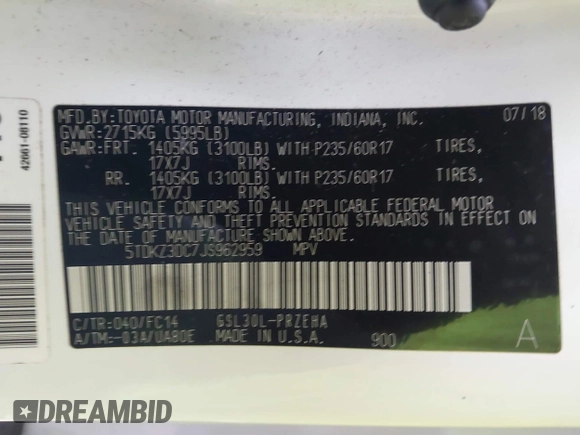 MFD.BY:TOYOTA MOTOR MANUFACTURING, INDIANA, INC. 07/18
GVWR:2715KG (5995LB)
GAWR:FRT. 1405KG (3100LB) WITH P235/60R17 TIRES,
17X7J RIMS.
RR. 1405KG (3100LB) WITH P235/60R17 TIRES,
17X7J RIMS.
THIS VEHICLE CONFORMS TO ALL APPLICABLE FEDERAL MOTOR
VEHICLE SAFETY AND THEFT PREVENTION STANDARDS IN EFFECT ON
THE DATE OF MANUFACTURE SHOWN ABOVE.
5TDKZ3DC7JS962959 MPV
C/TR:040/FC14 GSL30L-PRZEHA
A/TM:-03A/UA80E MADE IN U.S.A. 900 A
42661-08110
DREAMBID